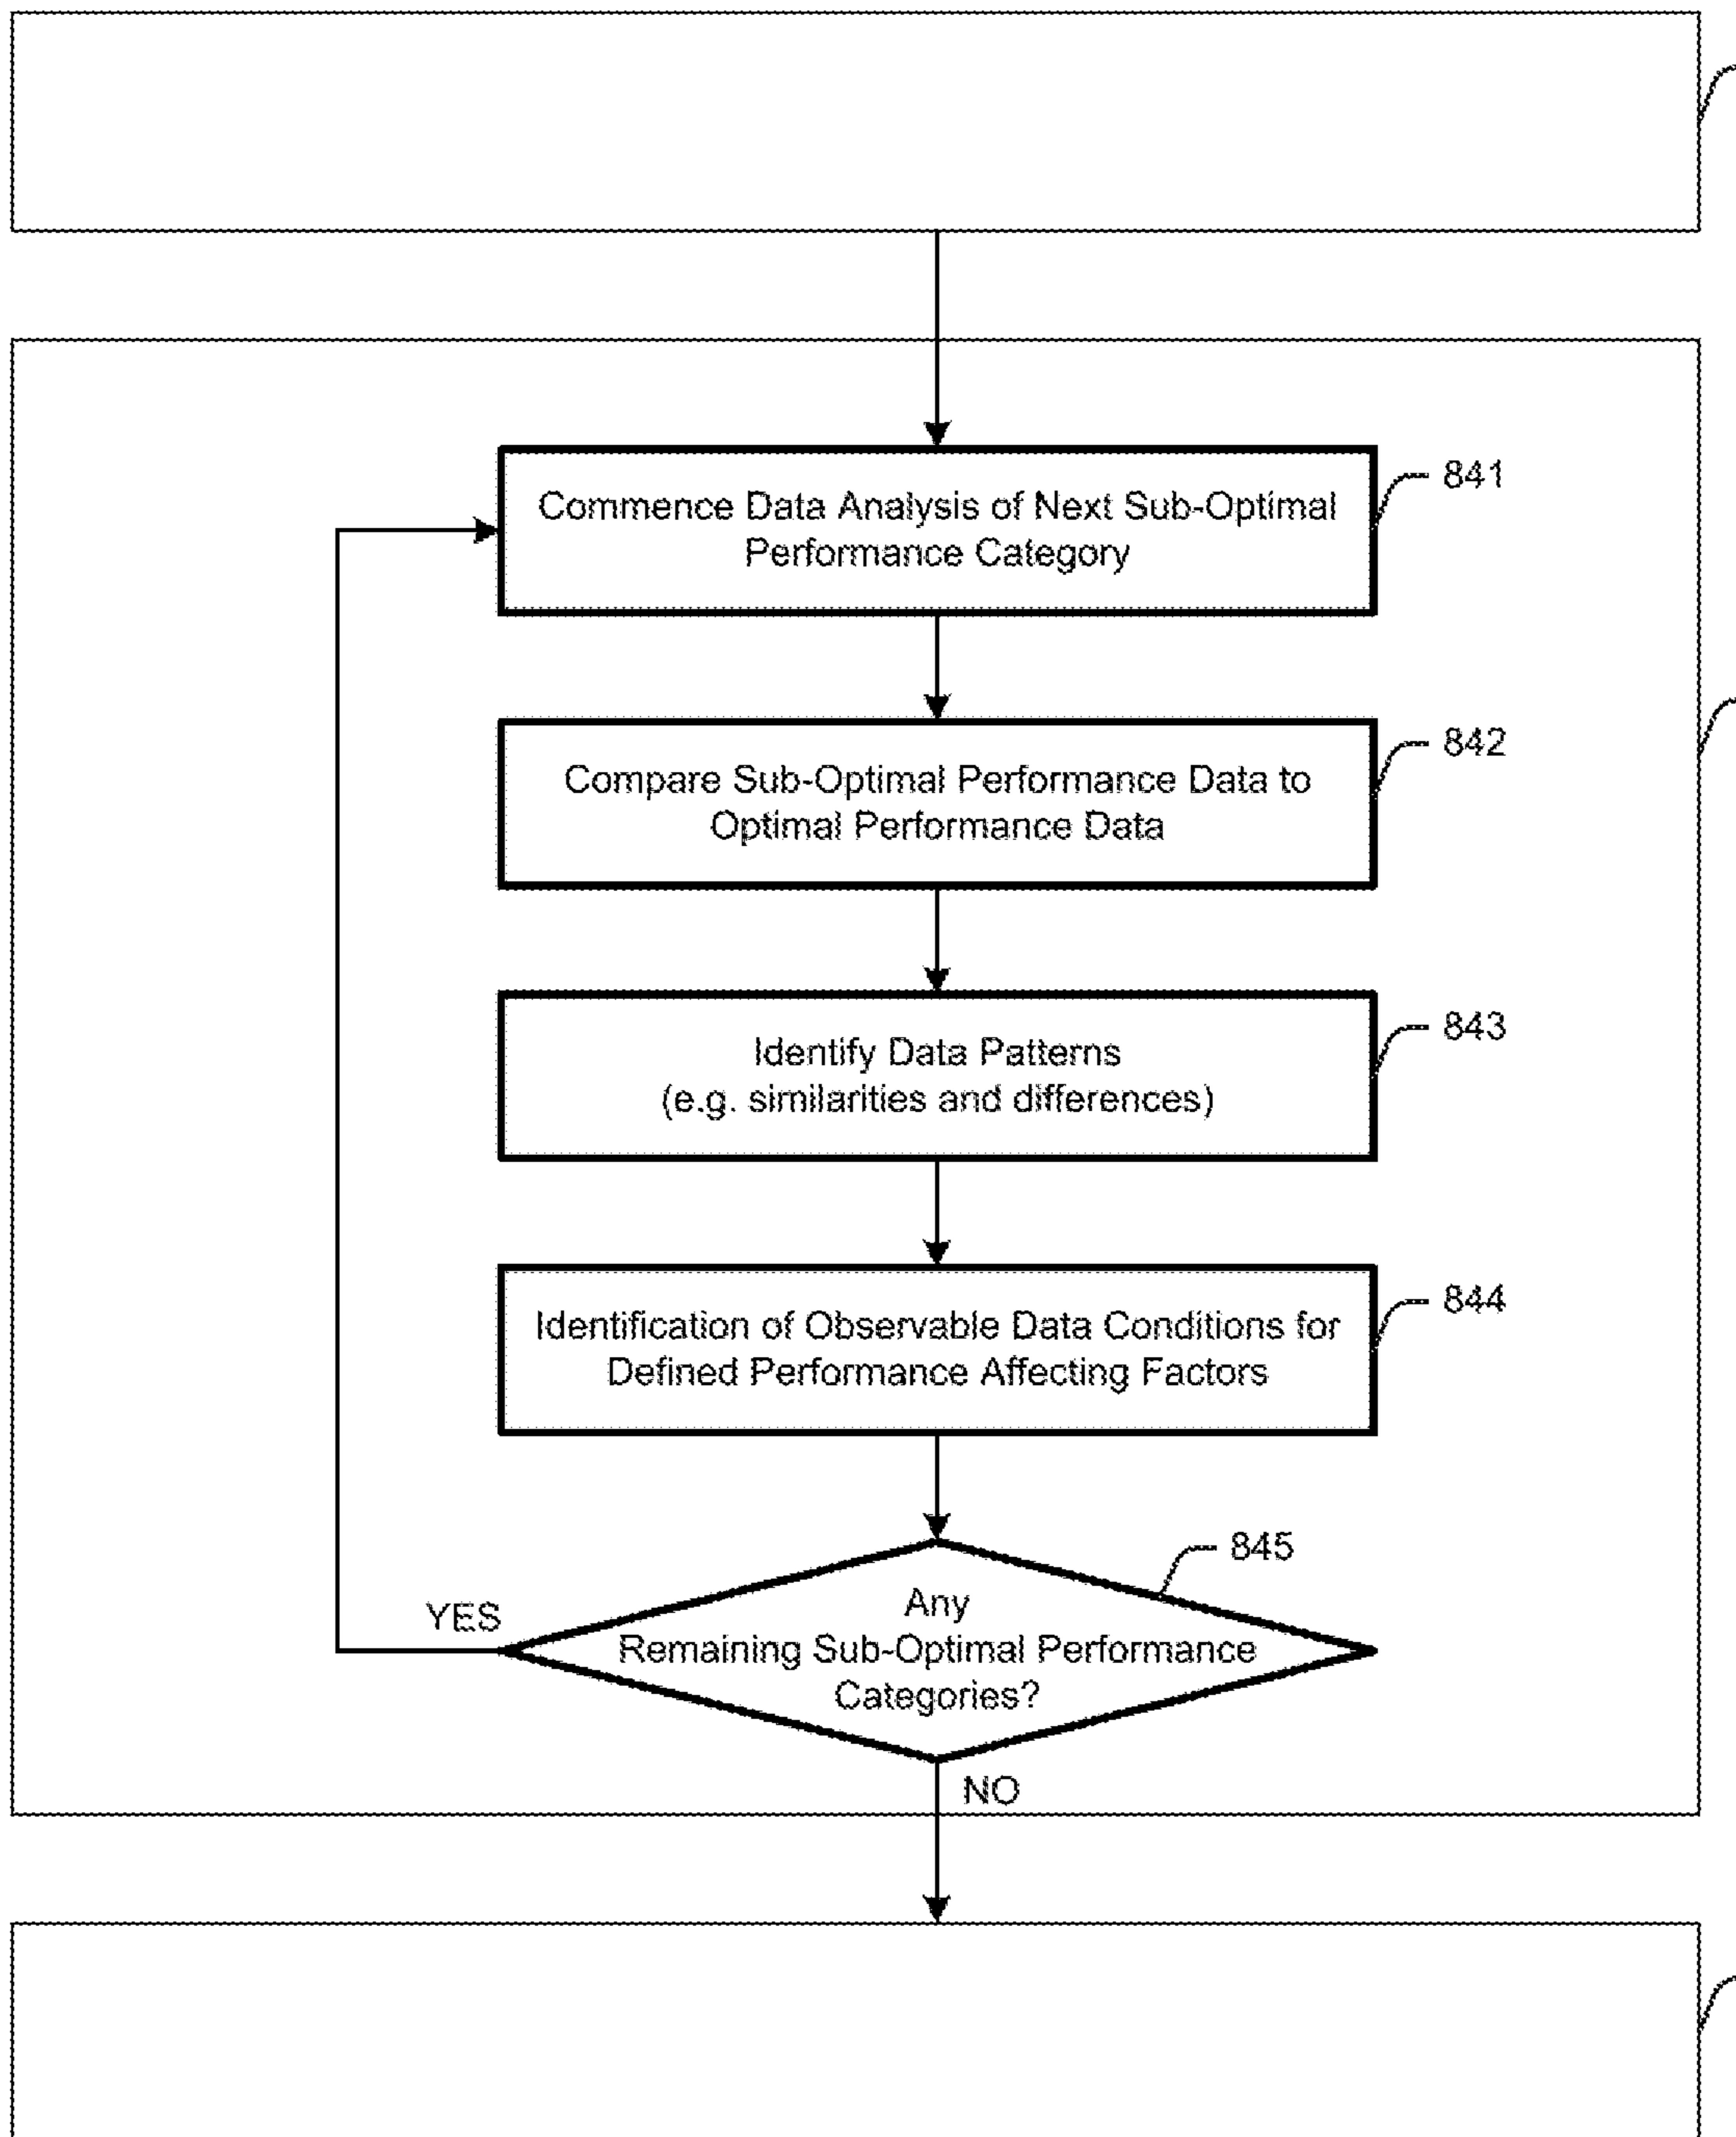 Commence Data Analysis of Next Sub-Optimal
Performance Category
841
Compare Sub-Optimal Performance Data to
Optimal Performance Data
842
Identify Data Patterns
(e.g. similarities and differences)
843
Identification of Observable Data Conditions for
Defined Performance Affecting Factors
844
845
Any
Remaining Sub-Optimal Performance
Categories?
YES
NO